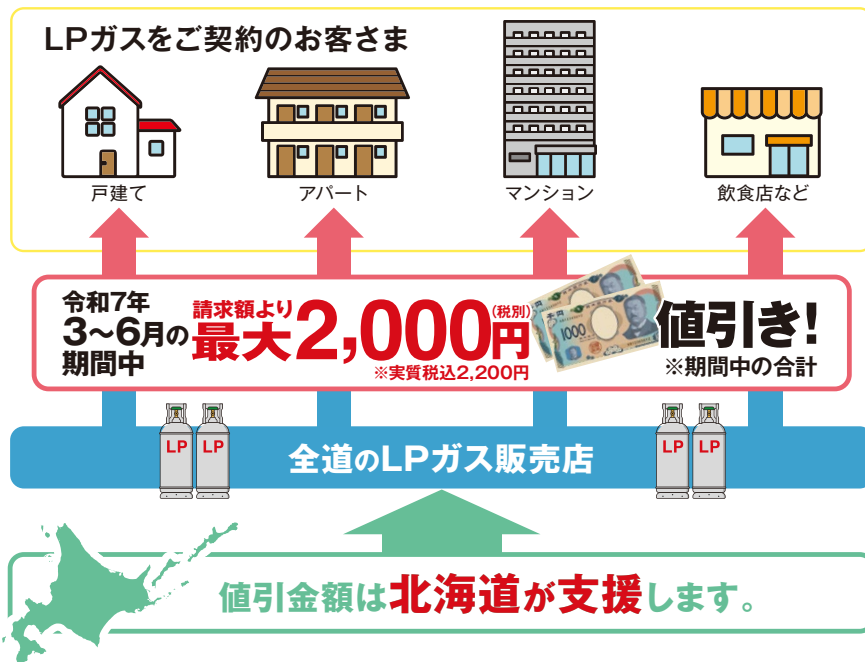 LPガスをご契約のお客さま
戸建て
アパート
マンション
飲食店など
令和7年
3～6月の
期間中
請求額より
最大2,000円
(税別)
※実質税込2,200円
1000
値引き!
※期間中の合計
LP
LP
全道のLPガス販売店
LP
LP
値引金額は北海道が支援します。